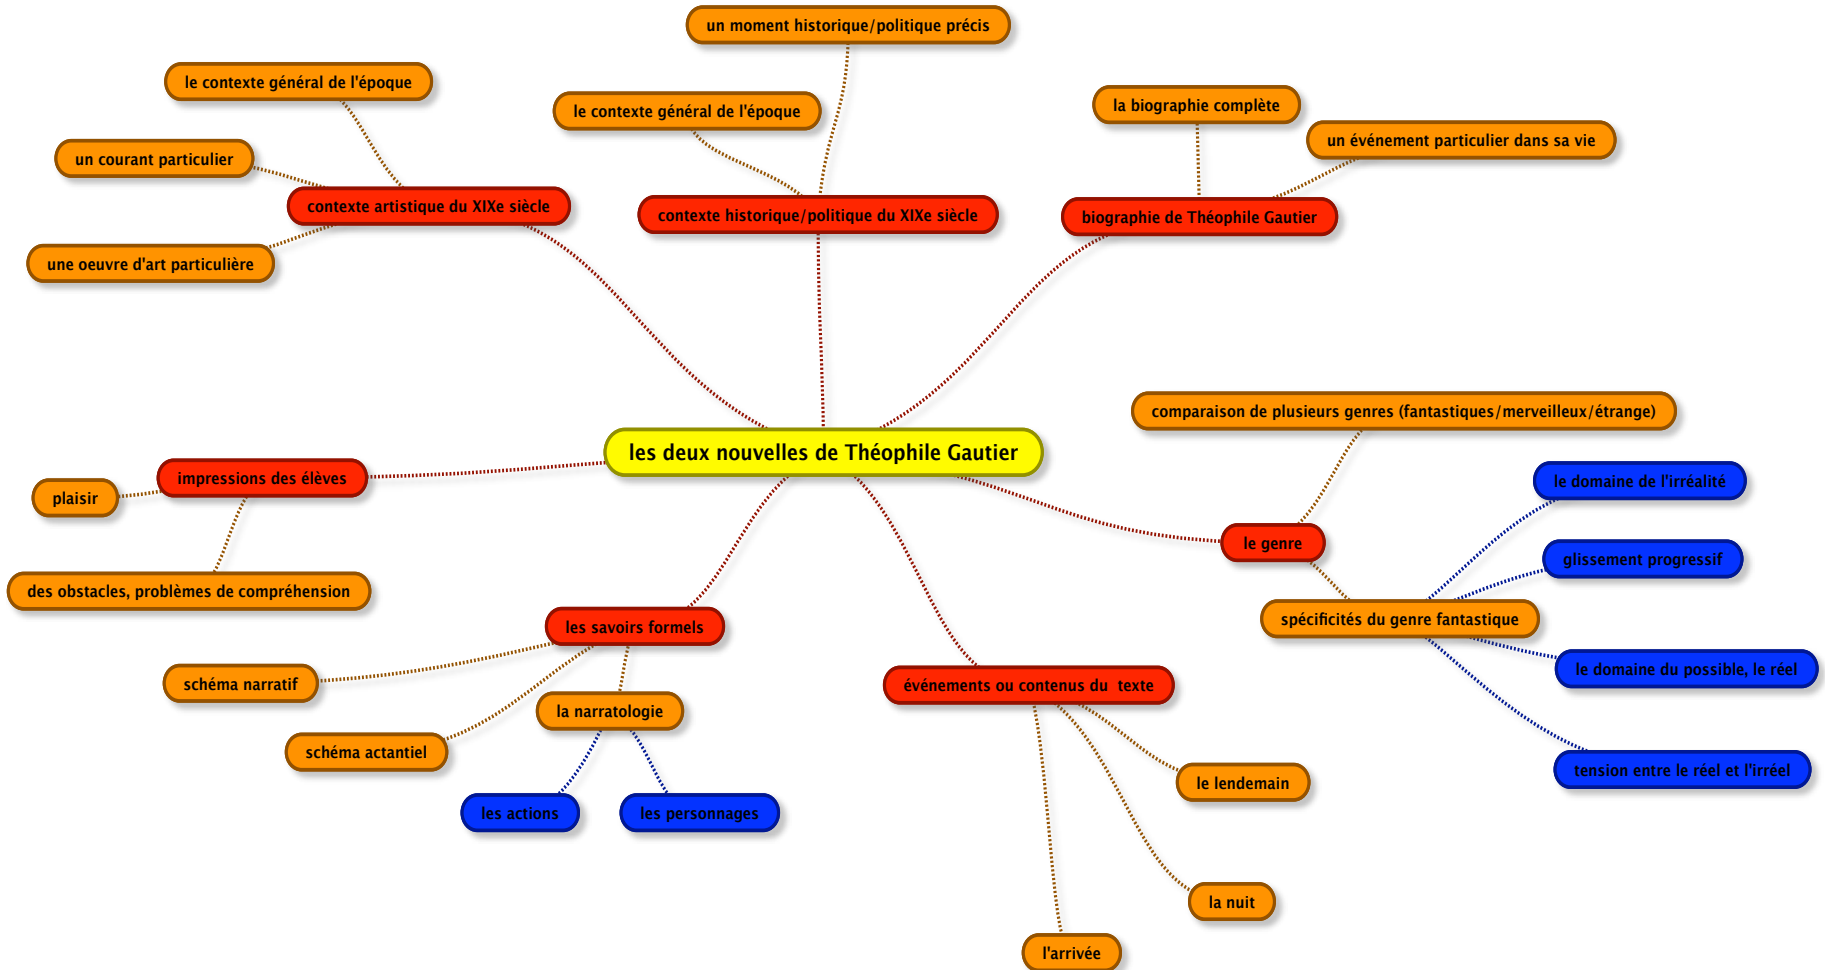 un moment historique/politique précis
le contexte général de l'époque
le contexte général de l'époque
la biographie complète
un événement particulier dans sa vie
un courant particulier
contexte artistique du XIXe siècle
contexte historique/politique du XIXe siècle
biographie de Théophile Gautier
une oeuvre d'art particulière
comparaison de plusieurs genres (fantastiques/merveilleux/étrange)
les deux nouvelles de Théophile Gautier
impressions des élèves
plaisir
le domaine de l'irréalité
le genre
glissement progressif
des obstacles, problèmes de compréhension
spécificités du genre fantastique
les savoirs formels
le domaine du possible, le réel
schéma narratif
événements ou contenus du  texte
la narratologie
schéma actantiel
tension entre le réel et l'irréel
le lendemain
les actions
les personnages
la nuit
l'arrivée